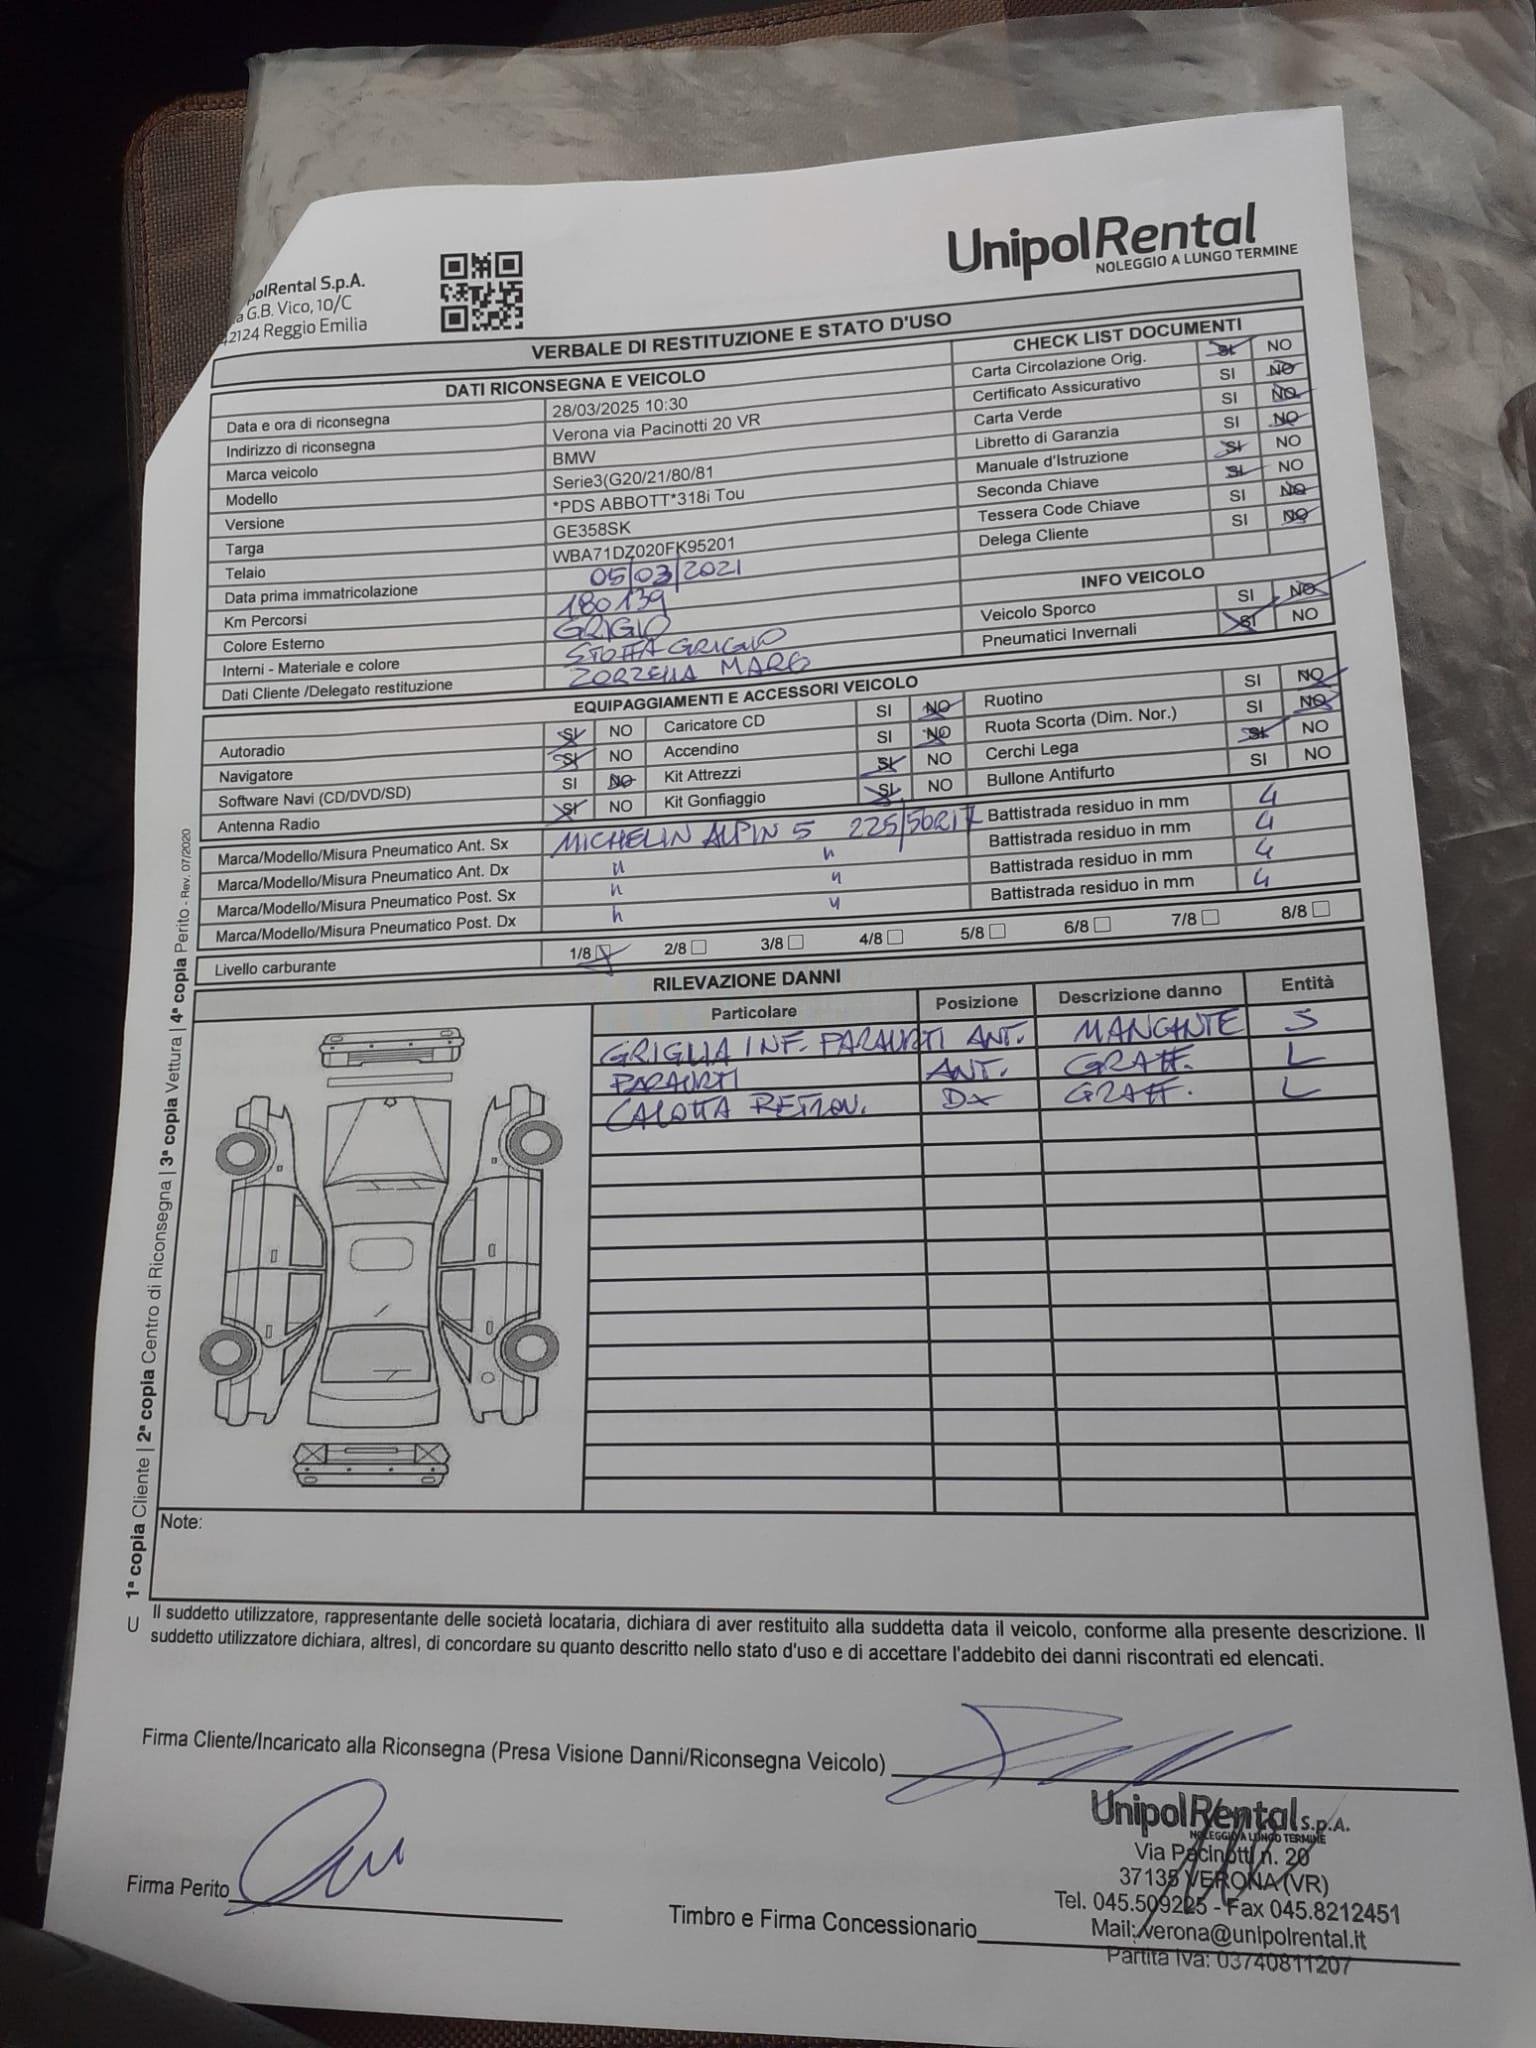 polRental S.p.A.
a G.B. Vico, 10/C
42124 Reggio Emilia
UnipolRental
NOLEGGIO A LUNGO TERMINE
VERBALE DI RESTITUZIONE E STATO D'USO
DATI RICONSEGNA E VEICOLO
Data e ora di riconsegna 28/03/2025 10:30
Indirizzo di riconsegna Verona via Pacinotti 20 VR
Marca veicolo BMW
Modello Serie3(G20/21/80/81
Versione *PDS ABBOTT*318i Tou
Targa GE358SK
Telaio WBA71DZ020FK95201
Data prima immatricolazione 05/03/2021
Km Percorsi 180139
Colore Esterno GRIGIO
Interni - Materiale e colore STOFFA GRIGIO
Dati Cliente /Delegato restituzione ZORZELLA MARG
CHECK LIST DOCUMENTI
Carta Circolazione Orig. SI NO
Certificato Assicurativo SI NO
Carta Verde SI NO
Libretto di Garanzia SI NO
Manuale d'Istruzione SI NO
Seconda Chiave SI NO
Tessera Code Chiave SI NO
Delega Cliente SI NO
INFO VEICOLO
Veicolo Sporco SI NO
Pneumatici Invernali SI NO
EQUIPAGGIAMENTI E ACCESSORI VEICOLO
Autoradio SI NO Caricatore CD SI NO Ruotino SI NO
Navigatore SI NO Accendino SI NO Ruota Scorta (Dim. Nor.) SI NO
Software Navi (CD/DVD/SD) SI NO Kit Attrezzi SI NO Cerchi Lega SI NO
Antenna Radio SI NO Kit Gonfiaggio SI NO Bullone Antifurto SI NO
Marca/Modello/Misura Pneumatico Ant. Sx MICHELIN ALPIN 5 225/50R17 Battistrada residuo in mm 4
Marca/Modello/Misura Pneumatico Ant. Dx " " Battistrada residuo in mm 4
Marca/Modello/Misura Pneumatico Post. Sx " " Battistrada residuo in mm 4
Marca/Modello/Misura Pneumatico Post. Dx " " Battistrada residuo in mm 4
Livello carburante 1/8 2/8 3/8 4/8 5/8 6/8 7/8 8/8
RILEVAZIONE DANNI
Particolare Posizione Descrizione danno Entità
GRIGLIA INF. PARAURTI ANT. MANCANTE S
PARAURTI ANT. GRAFF. L
CALOTTA RETROV. DX GRAFF. L
Note:
1ª copia Cliente | 2ª copia Centro di Riconsegna | 3ª copia Vettura | 4ª copia Perito - Rev. 07/2020
U
Il suddetto utilizzatore, rappresentante delle società locataria, dichiara di aver restituito alla suddetta data il veicolo, conforme alla presente descrizione. Il
suddetto utilizzatore dichiara, altresì, di concordare su quanto descritto nello stato d'uso e di accettare l'addebito dei danni riscontrati ed elencati.
Firma Cliente/Incaricato alla Riconsegna (Presa Visione Danni/Riconsegna Veicolo)
Firma Perito
Timbro e Firma Concessionario
UnipolRental S.p.A.
NOLEGGIO A LUNGO TERMINE
Via Pacinotti n. 20
37135 VERONA (VR)
Tel. 045.509225 - Fax 045.8212451
Mail: verona@unipolrental.it
Partita Iva: 03740811207